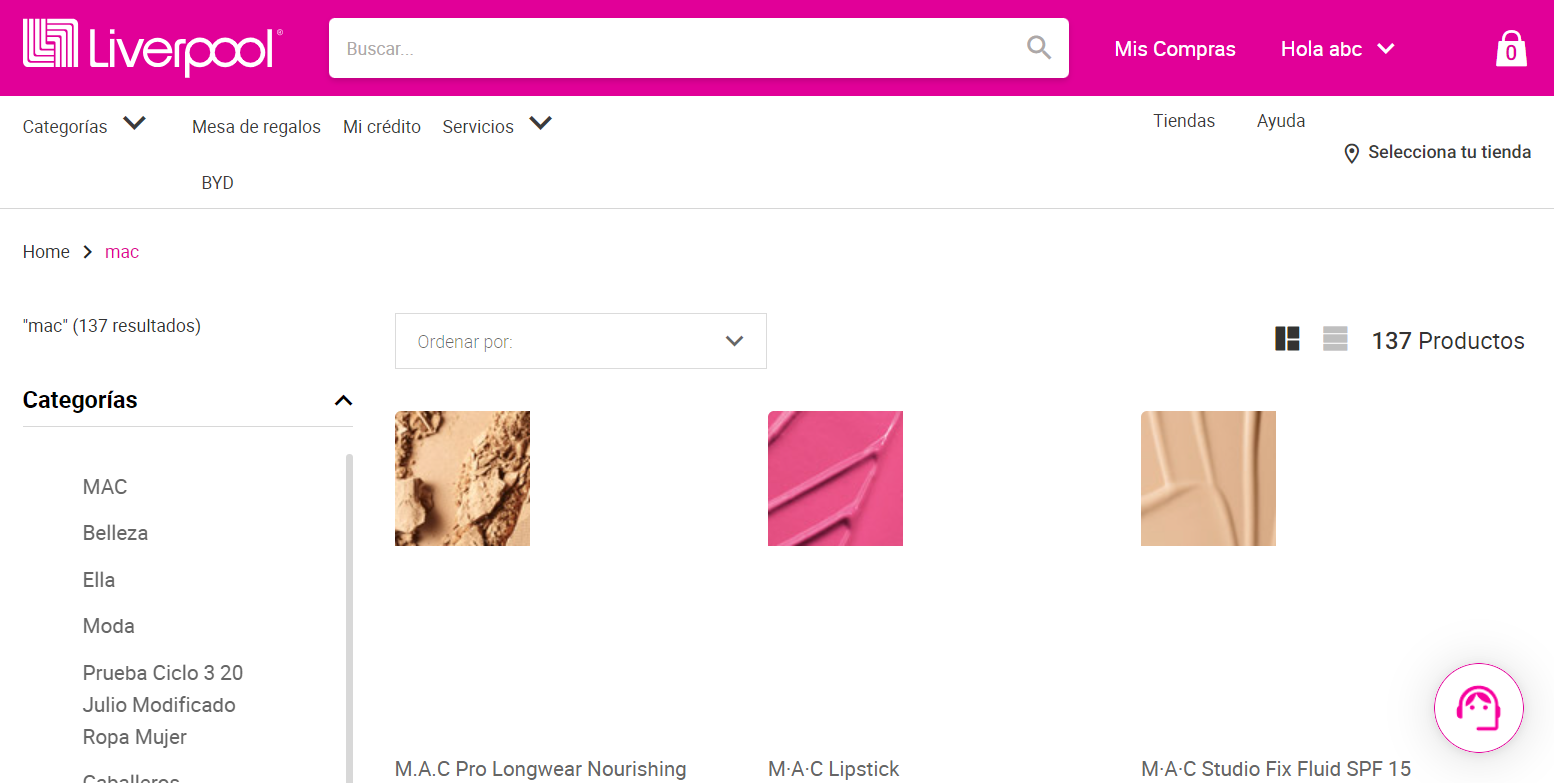 Liverpool®
Buscar...
Mis Compras
Hola abc
0
Categorías
Mesa de regalos
Mi crédito
Servicios
Tiendas
Ayuda
Selecciona tu tienda
BYD
Home
mac
"mac" (137 resultados)
Ordenar por:
137 Productos
Categorías
MAC
Belleza
Ella
Moda
Prueba Ciclo 3 20
Julio Modificado
Ropa Mujer
Caballeros
M.A.C Pro Longwear Nourishing
M·A·C Lipstick
M·A·C Studio Fix Fluid SPF 15